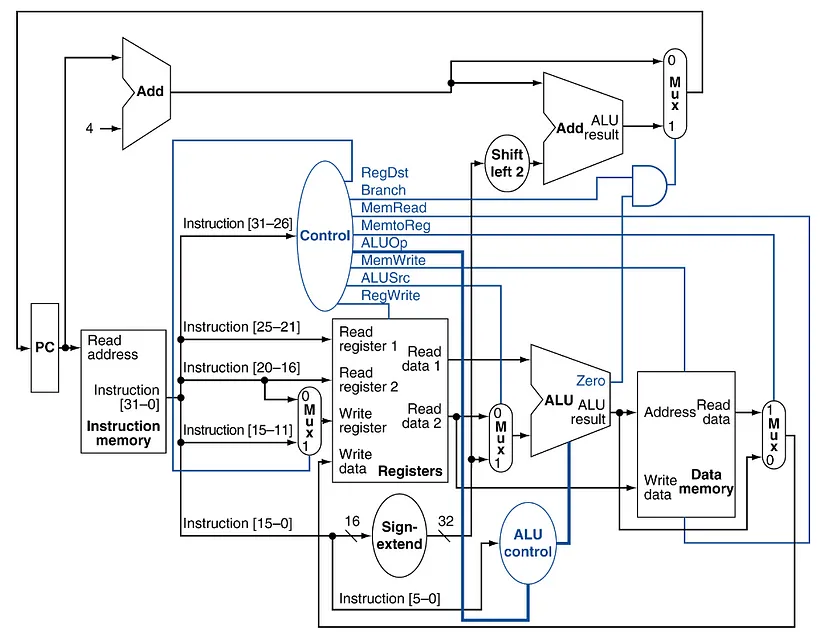 Add
4
0
Mux
1
Add ALU
result
Shift
left 2
RegDst
Branch
MemRead
MemtoReg
ALUOp
MemWrite
ALUSrc
RegWrite
Control
Instruction [31–26]
Instruction [25–21]
Instruction [20–16]
Instruction [15–11]
Instruction [15–0]
Instruction [5–0]
PC
Read
address
Instruction
[31–0]
Instruction
memory
0
Mux
1
Read
register 1
Read
register 2
Write
register
Write
data
Read
data 1
Read
data 2
Registers
16
Sign-
extend
32
0
Mux
1
Zero
ALU
ALU
result
ALU
control
Address
Read
data
Write
data
Data
memory
1
Mux
0